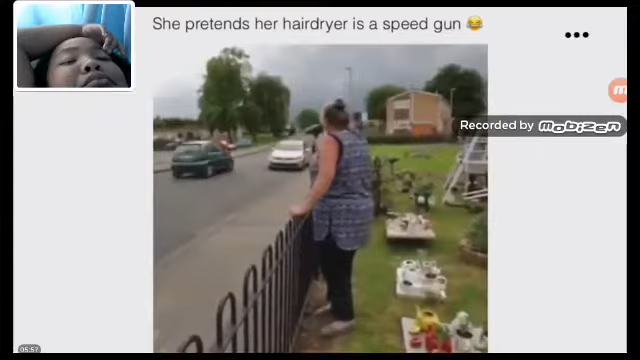 She pretends her hairdryer is a speed gun 😂
Recorded by mobizen
05:57